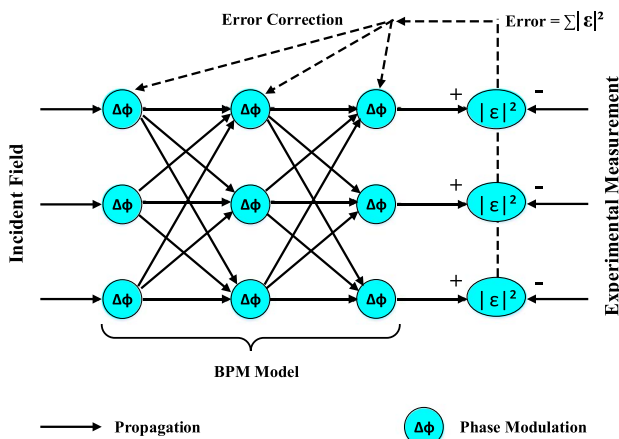 Error Correction
Error = ∑|ε|²
Incident Field
Δϕ Δϕ Δϕ + |ε|² -
Δϕ Δϕ Δϕ + |ε|² -
Δϕ Δϕ Δϕ + |ε|² -
Experimental Measurement
BPM Model
Propagation
Δϕ Phase Modulation